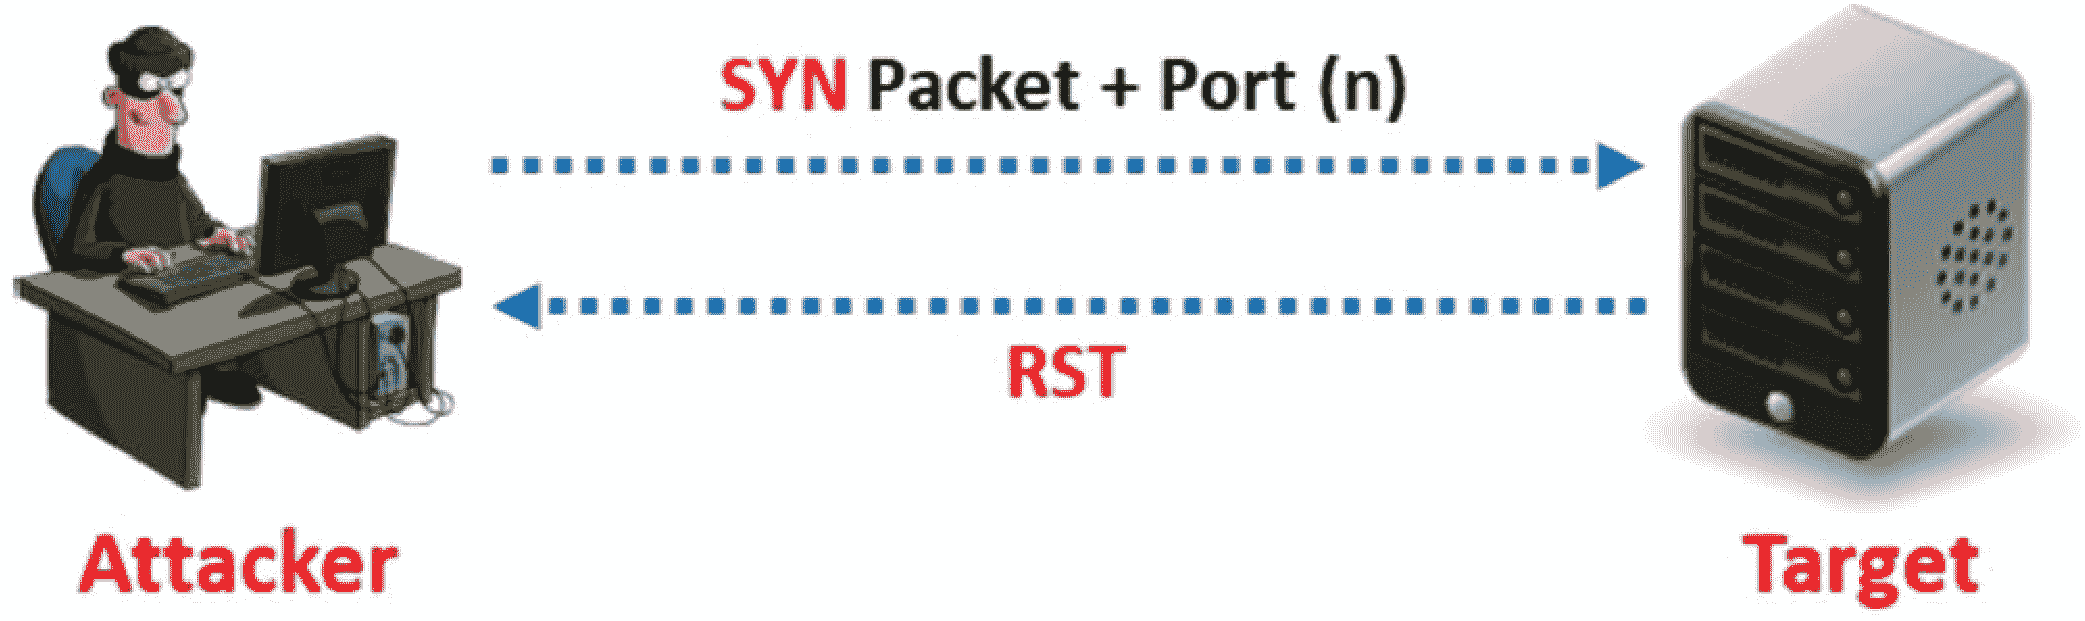 SYN Packet + Port (n)
RST
Attacker
Target